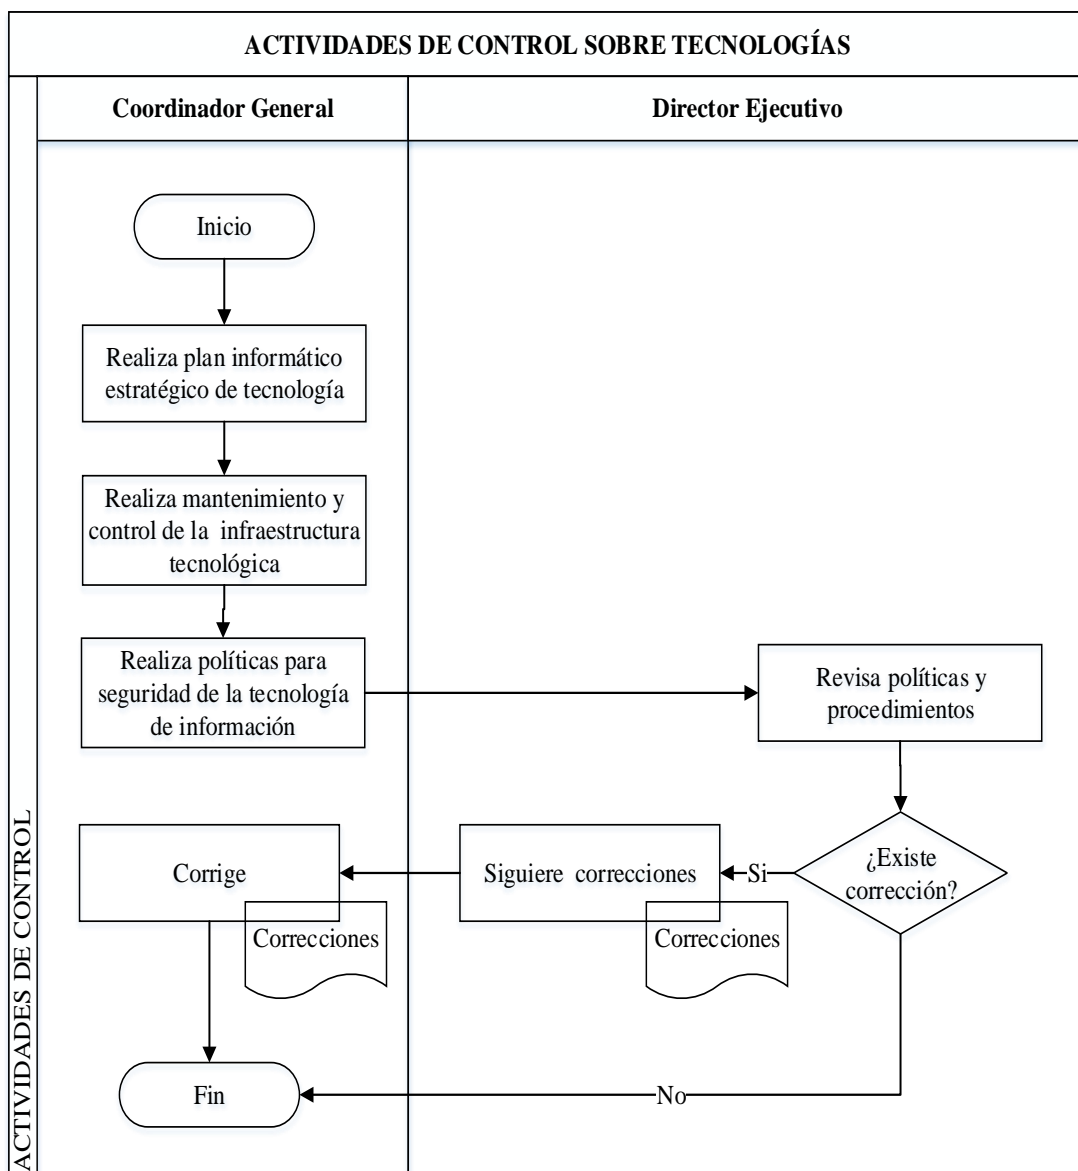 ACTIVIDADES DE CONTROL SOBRE TECNOLOGÍAS
Coordinador General
Director Ejecutivo
ACTIVIDADES DE CONTROL
Inicio
Realiza plan informático
estratégico de tecnología
Realiza mantenimiento y
control de la infraestructura
tecnológica
Realiza políticas para
seguridad de la tecnología
de información
Revisa políticas y
procedimientos
¿Existe
corrección?
Si
Siguiere correcciones
Correcciones
Corrige
Correcciones
No
Fin